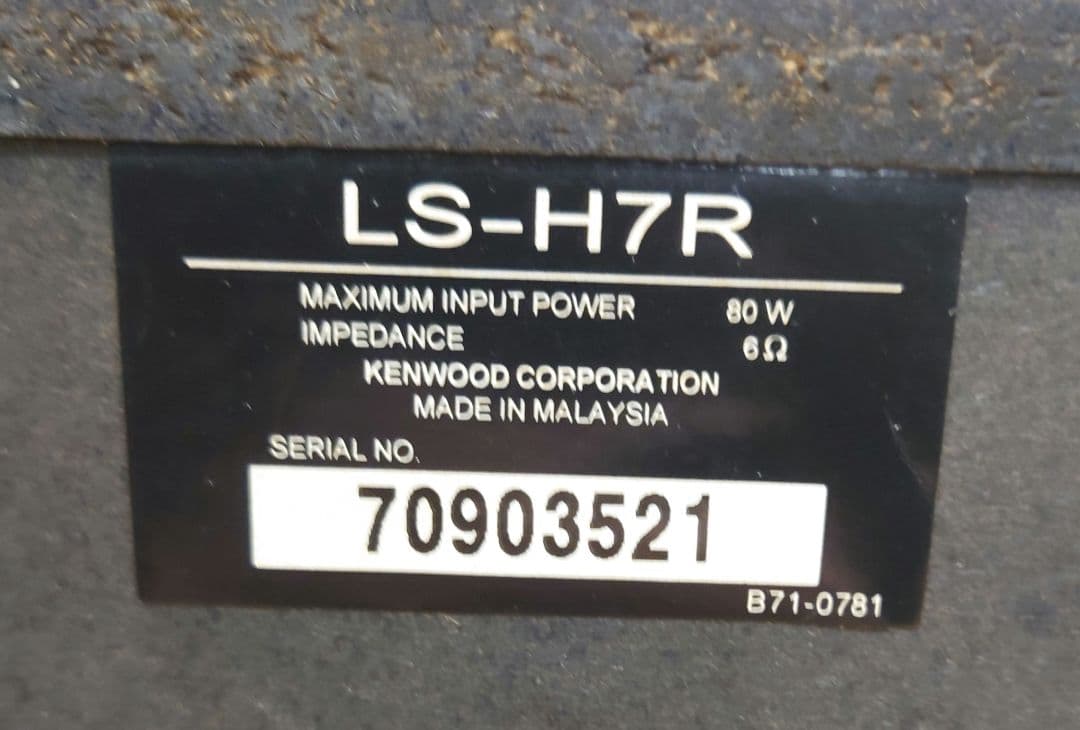 LS-H7R
MAXIMUM INPUT POWER 80 W
IMPEDANCE 6Ω
KENWOOD CORPORATION
MADE IN MALAYSIA
SERIAL NO.
70903521
B71-0781